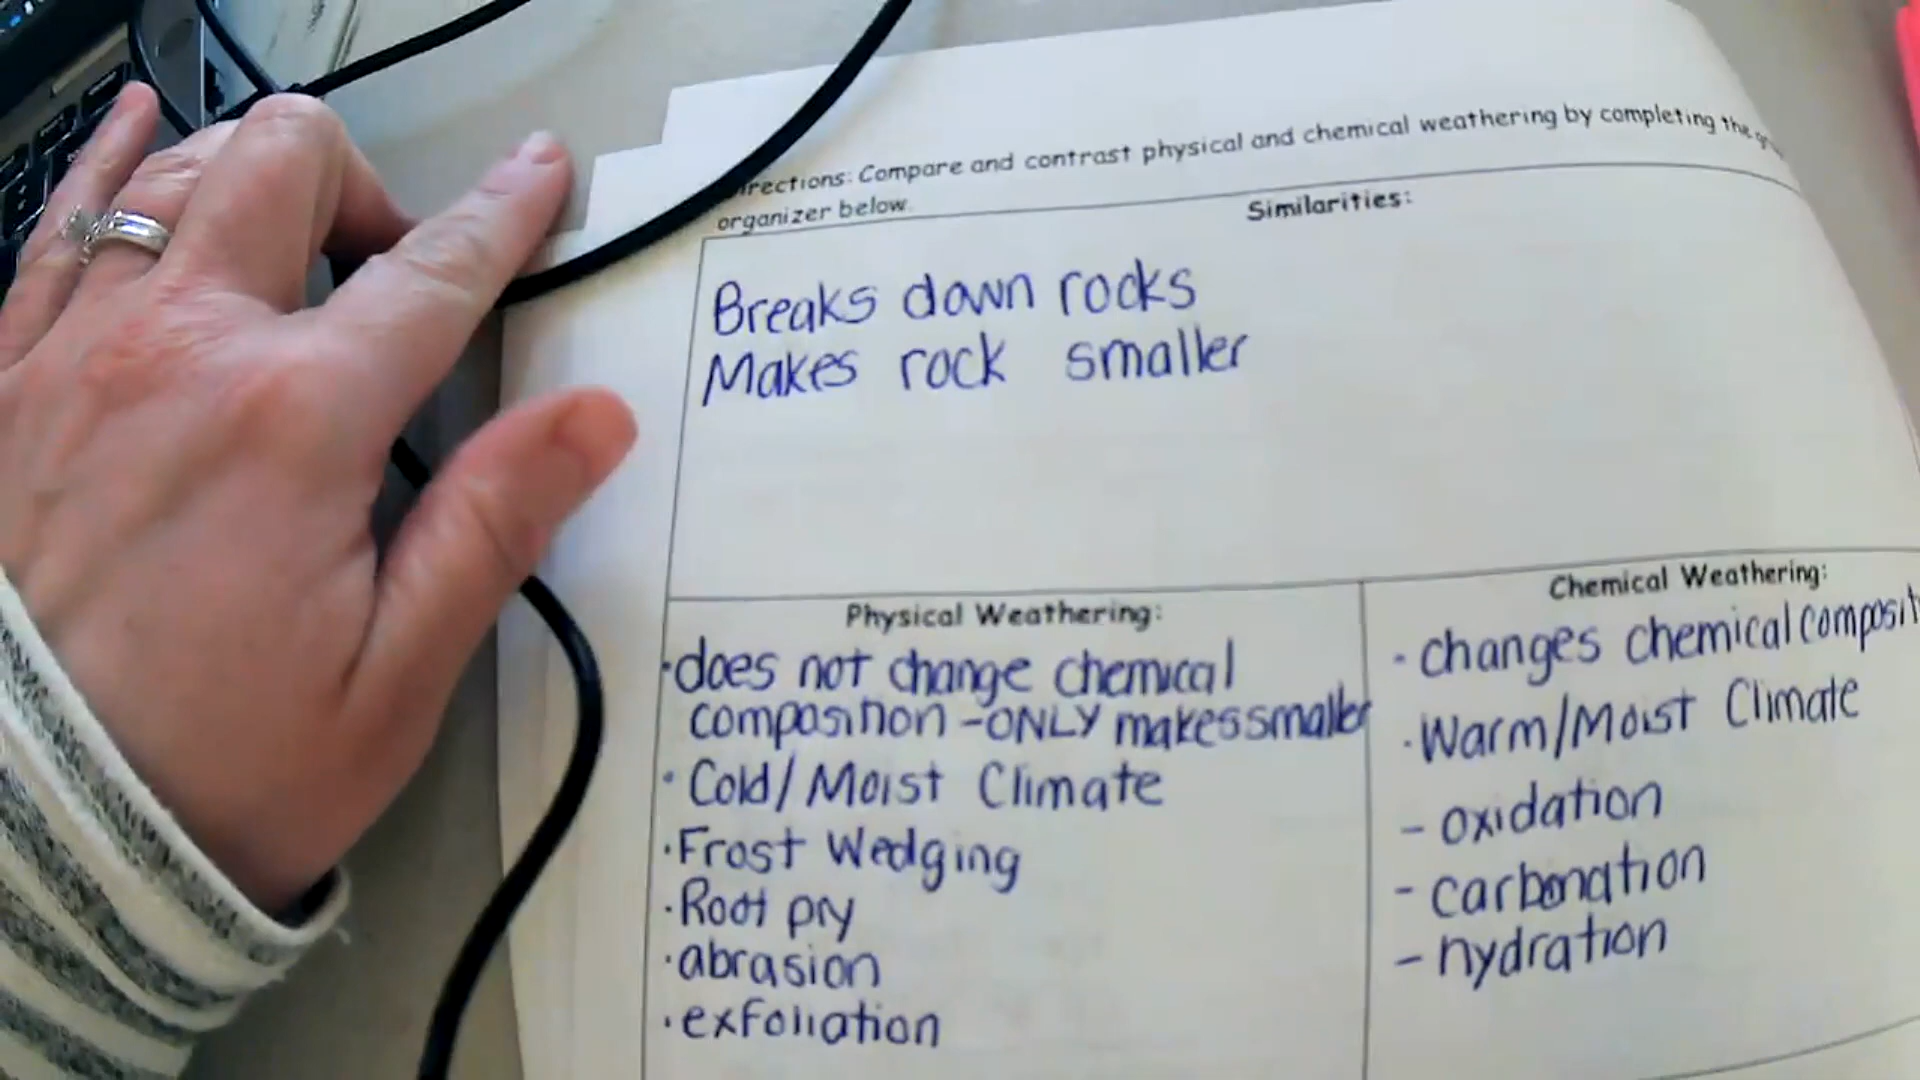 Directions: Compare and contrast physical and chemical weathering by completing the
organizer below.
Similarities:
Breaks down rocks
Makes rock smaller
Physical Weathering:
·does not change chemical
composition -ONLY makes smaller
· Cold/Moist Climate
·Frost Wedging
·Root pry
·abrasion
·exfoliation
Chemical Weathering:
· changes chemical composit
·Warm/Moist Climate
- oxidation
- carbonation
- hydration